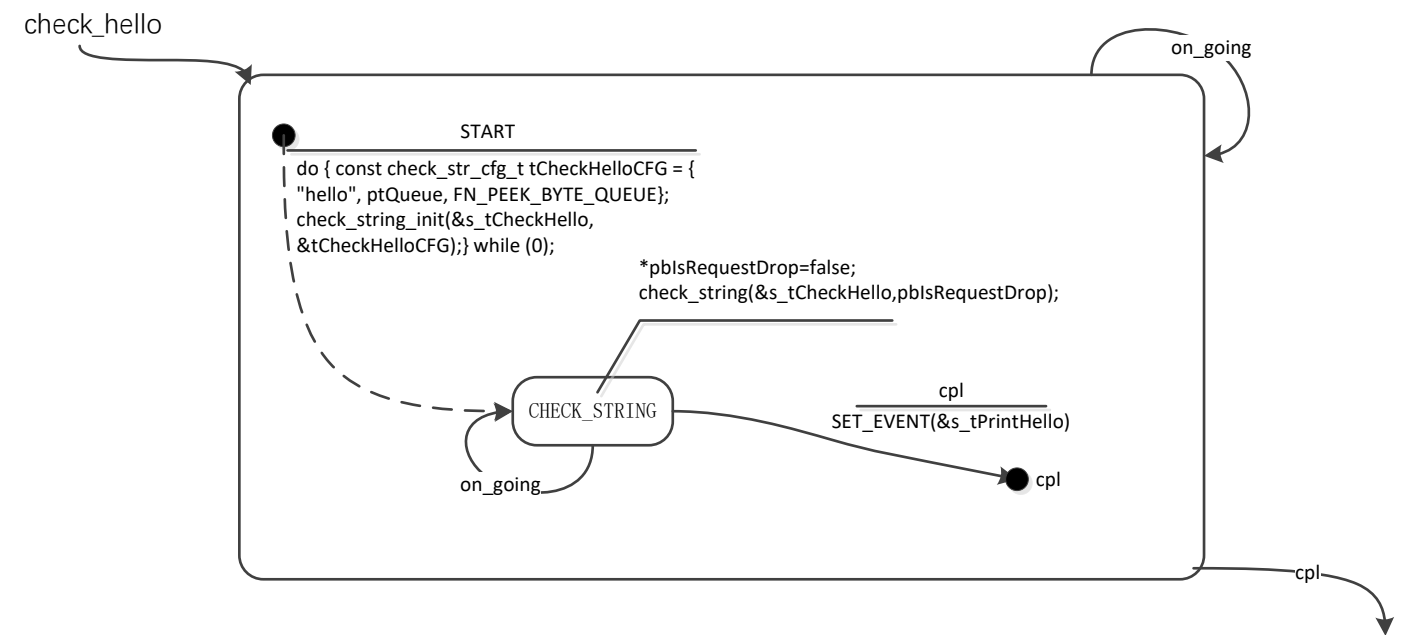 check_hello
on_going
START
do { const check_str_cfg_t tCheckHelloCFG = {
"hello", ptQueue, FN_PEEK_BYTE_QUEUE};
check_string_init(&s_tCheckHello,
&tCheckHelloCFG);} while (0);
*pbIsRequestDrop=false;
check_string(&s_tCheckHello,pbIsRequestDrop);
CHECK_STRING
cpl
SET_EVENT(&s_tPrintHello)
on_going
cpl
cpl